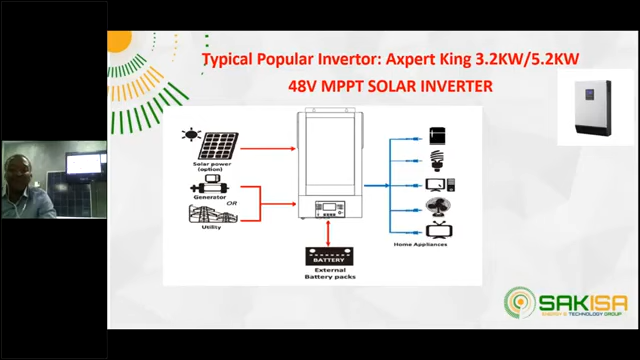 Typical Popular Invertor: Axpert King 3.2KW/5.2KW
48V MPPT SOLAR INVERTER
Solar power
(option)
Generator
OR
Utility
BATTERY
External
Battery packs
Home Appliances
SAKISA
ENERGY & TECHNOLOGY GROUP